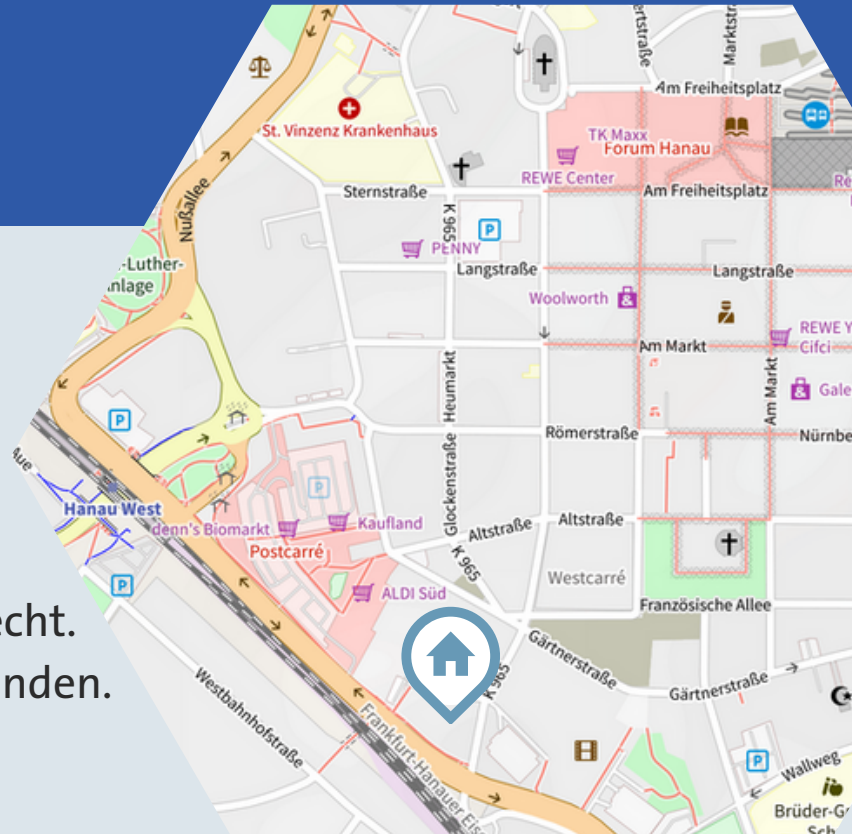 Am Freiheitsplatz
St. Vinzenz Krankenhaus
TK Maxx
Forum Hanau
REWE Center
Sternstraße
Am Freiheitsplatz
Nußallee
K 965
P
PENNY
-Luther-
nlage
Langstraße
Langstraße
Woolworth
REWE Y
Cifci
Am Markt
Heumarkt
Am Markt
Gale
P
Römerstraße
Nürnbe
Glockenstraße
P
Hanau West
denn's Biomarkt
Kaufland
Altstraße
Altstraße
Postcarré
K 965
Westcarré
P
ALDI Süd
Französische Allee
echt.
nden.
Gärtnerstraße
K 965
Gärtnerstraße
Westbahnhofstraße
Frankfurt-Hanauer Eis
P
Wallweg
Brüder-G
Sch